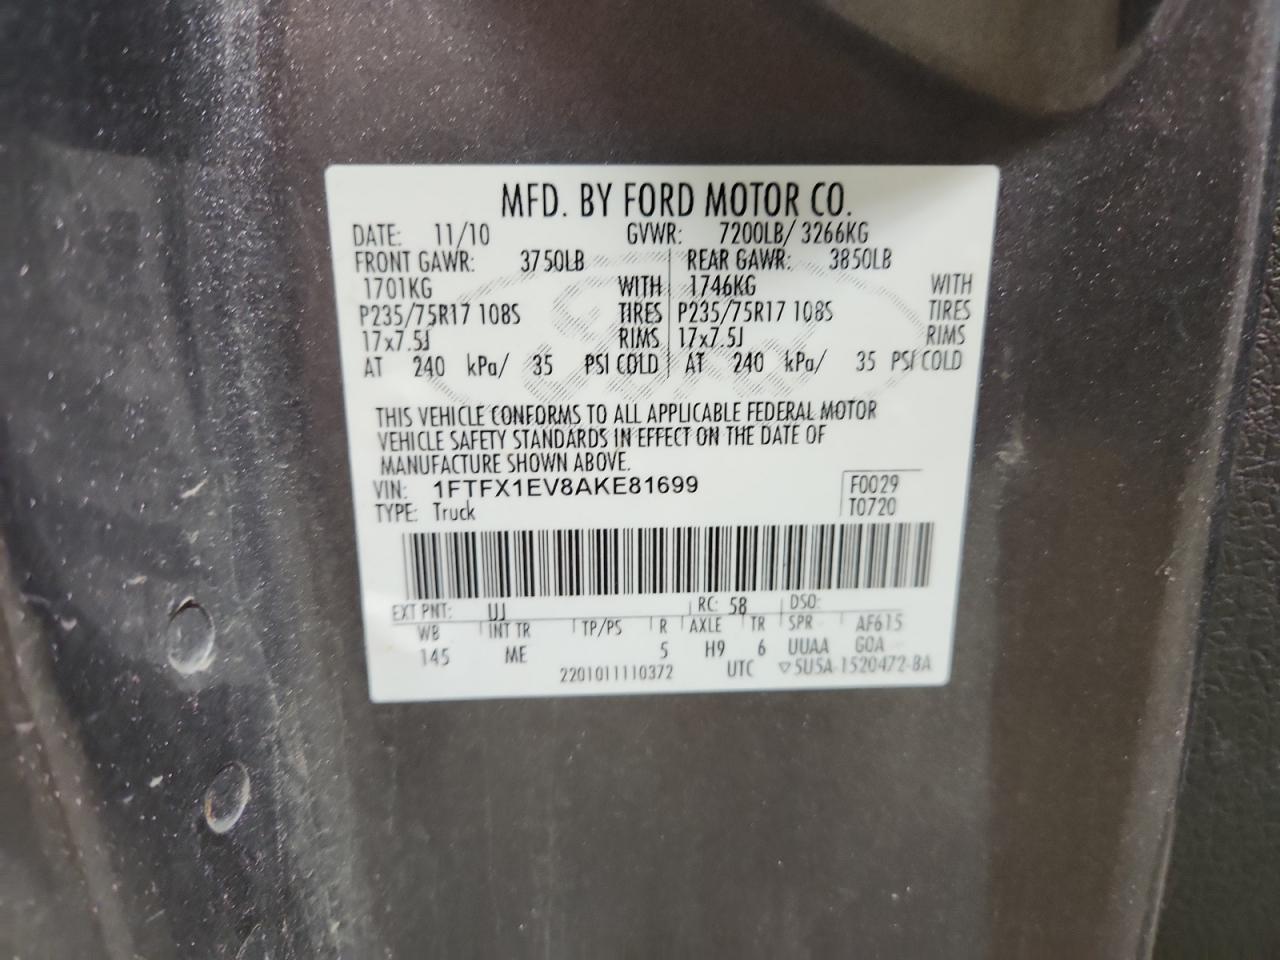 MFD. BY FORD MOTOR CO.
DATE: 11/10 GVWR: 7200LB/ 3266KG
FRONT GAWR: 3750LB REAR GAWR: 3850LB
1701KG WITH 1746KG WITH
P235/75R17 108S TIRES P235/75R17 108S TIRES
17x7.5J RIMS 17x7.5J RIMS
AT 240 kPa/ 35 PSI COLD AT 240 kPa/ 35 PSI COLD
THIS VEHICLE CONFORMS TO ALL APPLICABLE FEDERAL MOTOR
VEHICLE SAFETY STANDARDS IN EFFECT ON THE DATE OF
MANUFACTURE SHOWN ABOVE.
VIN: 1FTFX1EV8AKE81699 F0029
TYPE: Truck T0720
EXT PNT: UJ RC: 58 DSO:
WB INT TR TP/PS R AXLE TR SPR AF615
145 ME 5 H9 6 UUAA GOA
2201011110372 UTC ▽5U5A-1520472-BA